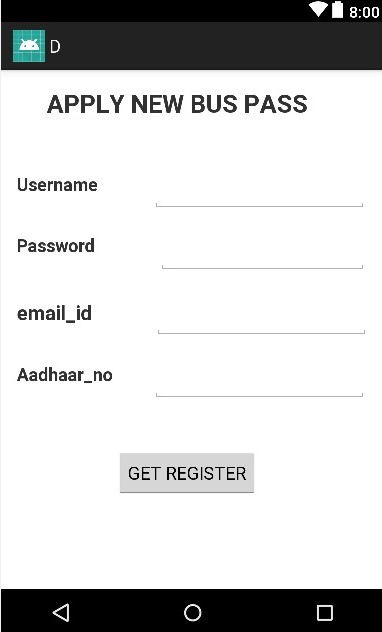 8:00
D
APPLY NEW BUS PASS
Username
Password
email_id
Aadhaar_no
GET REGISTER